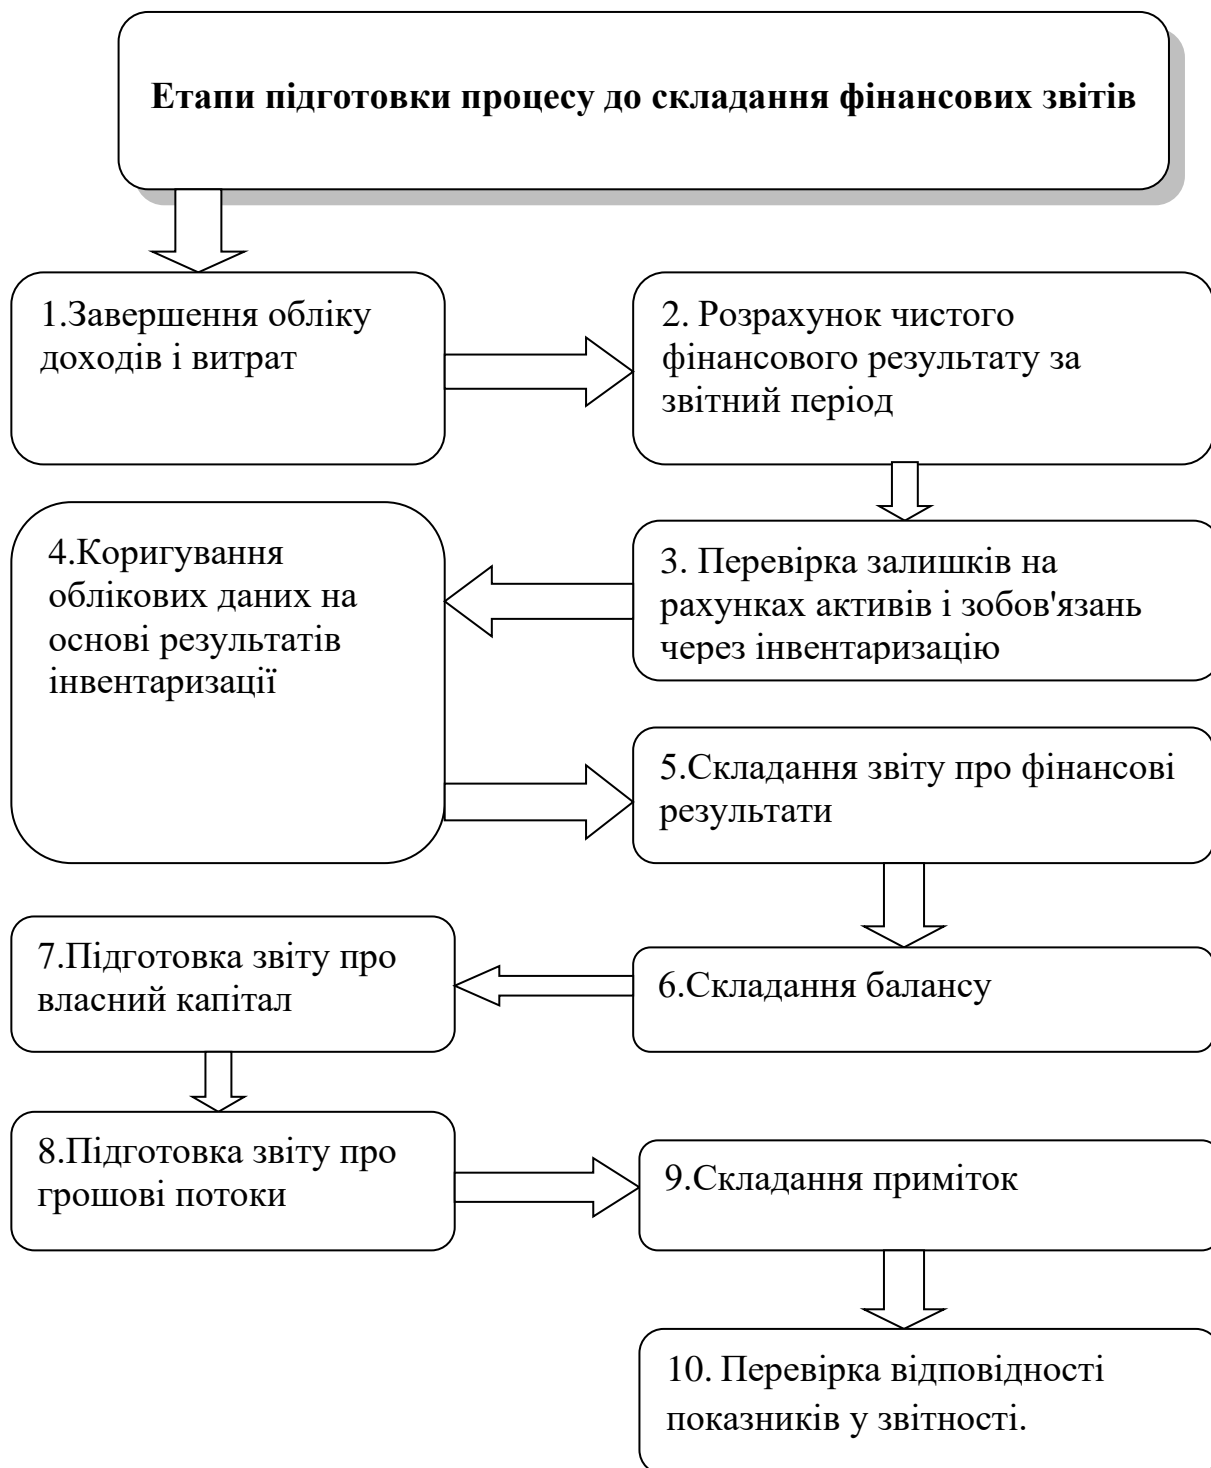 Етапи підготовки процесу до складання фінансових звітів
1.Завершення обліку
доходів і витрат
2. Розрахунок чистого
фінансового результату за
звітний період
3. Перевірка залишків на
рахунках активів і зобов'язань
через інвентаризацію
4.Коригування
облікових даних на
основі результатів
інвентаризації
5.Складання звіту про фінансові
результати
6.Складання балансу
7.Підготовка звіту про
власний капітал
8.Підготовка звіту про
грошові потоки
9.Складання приміток
10. Перевірка відповідності
показників у звітності.